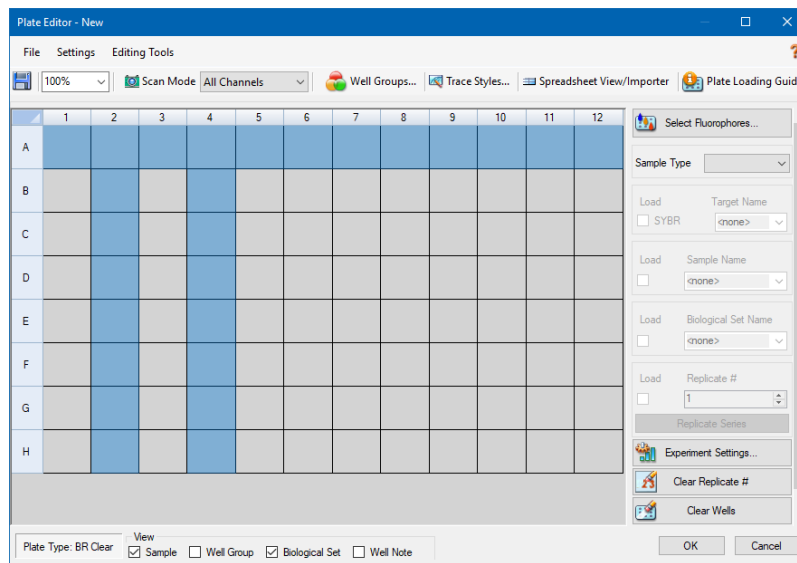 Plate Editor - New
File Settings Editing Tools
100% Scan Mode All Channels Well Groups... Trace Styles... Spreadsheet View/Importer Plate Loading Guid
1 2 3 4 5 6 7 8 9 10 11 12
A
B
C
D
E
F
G
H
Select Fluorophores...
Sample Type
Load Target Name
SYBR <none>
Load Sample Name
<none>
Load Biological Set Name
<none>
Load Replicate #
1
Replicate Series
Experiment Settings...
Clear Replicate #
Clear Wells
Plate Type: BR Clear
View
Sample Well Group Biological Set Well Note
OK Cancel